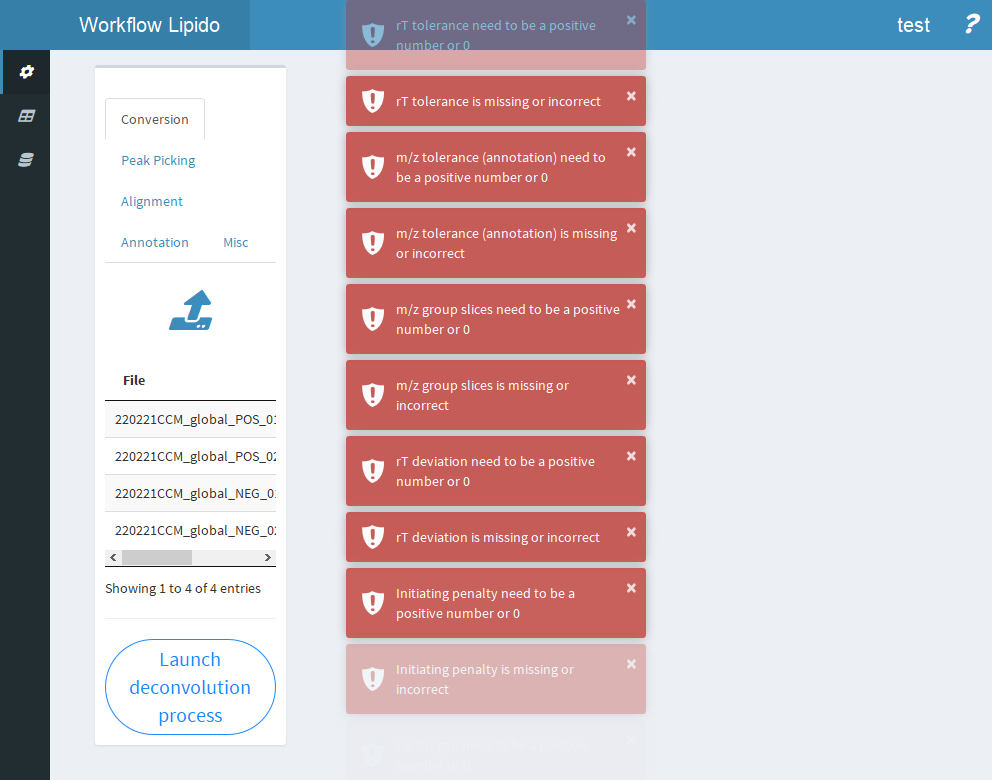 Workflow Lipido
test
?
Conversion
Peak Picking
Alignment
Annotation
Misc
File
220221CCM_global_POS_01
220221CCM_global_POS_02
220221CCM_global_NEG_0
220221CCM_global_NEG_0
Showing 1 to 4 of 4 entries
Launch
deconvolution
process
rT tolerance need to be a positive
number or 0
rT tolerance is missing or incorrect
m/z tolerance (annotation) need to
be a positive number or 0
m/z tolerance (annotation) is missing
or incorrect
m/z group slices need to be a positive
number or 0
m/z group slices is missing or
incorrect
rT deviation need to be a positive
number or 0
rT deviation is missing or incorrect
Initiating penalty need to be a
positive number or 0
Initiating penalty is missing or
incorrect